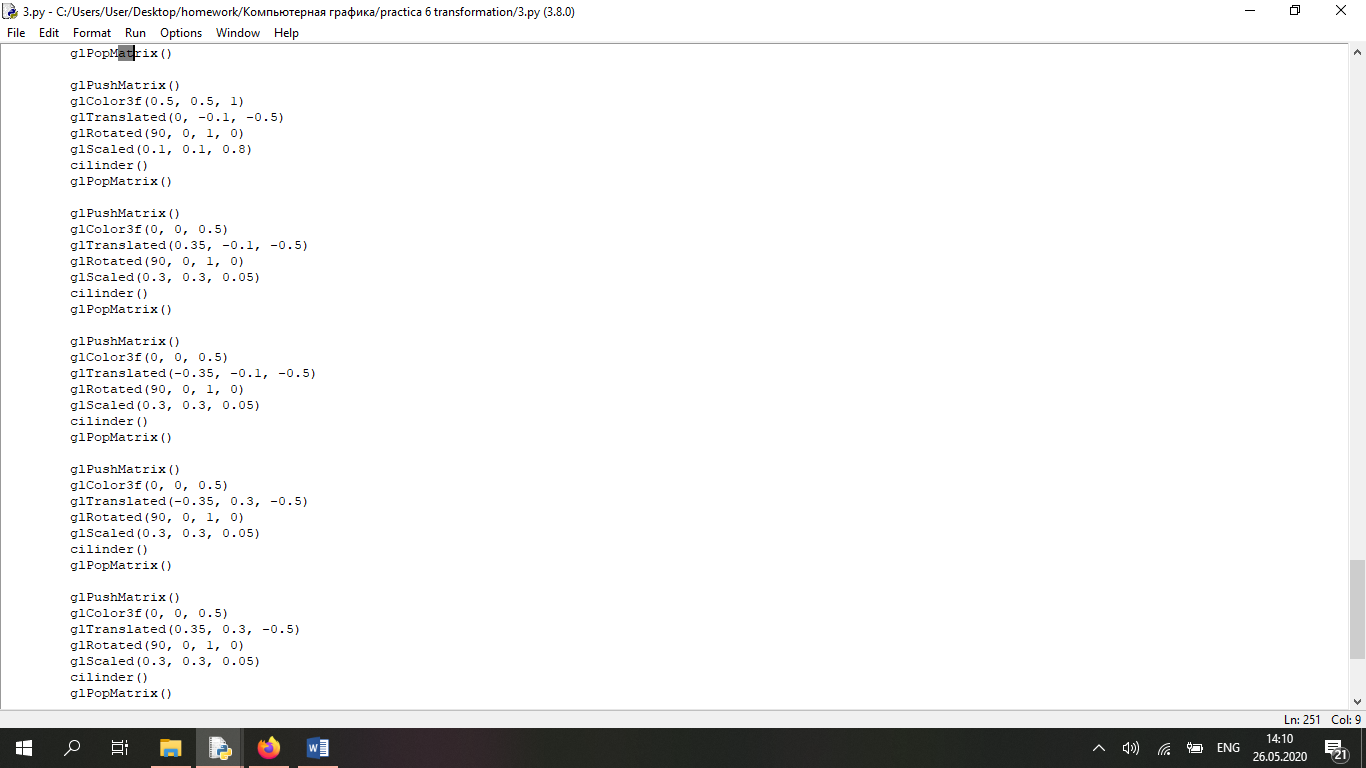 3.py - C:/Users/User/Desktop/homework/Компьютерная графика/practica 6 transformation/3.py (3.8.0)
File Edit Format Run Options Window Help
glPopMatrix()
glPushMatrix()
glColor3f(0.5, 0.5, 1)
glTranslated(0, -0.1, -0.5)
glRotated(90, 0, 1, 0)
glScaled(0.1, 0.1, 0.8)
cilinder()
glPopMatrix()
glPushMatrix()
glColor3f(0, 0, 0.5)
glTranslated(0.35, -0.1, -0.5)
glRotated(90, 0, 1, 0)
glScaled(0.3, 0.3, 0.05)
cilinder()
glPopMatrix()
glPushMatrix()
glColor3f(0, 0, 0.5)
glTranslated(-0.35, -0.1, -0.5)
glRotated(90, 0, 1, 0)
glScaled(0.3, 0.3, 0.05)
cilinder()
glPopMatrix()
glPushMatrix()
glColor3f(0, 0, 0.5)
glTranslated(-0.35, 0.3, -0.5)
glRotated(90, 0, 1, 0)
glScaled(0.3, 0.3, 0.05)
cilinder()
glPopMatrix()
glPushMatrix()
glColor3f(0, 0, 0.5)
glTranslated(0.35, 0.3, -0.5)
glRotated(90, 0, 1, 0)
glScaled(0.3, 0.3, 0.05)
cilinder()
glPopMatrix()
Ln: 251 Col: 9
ENG
14:10
26.05.2020
21